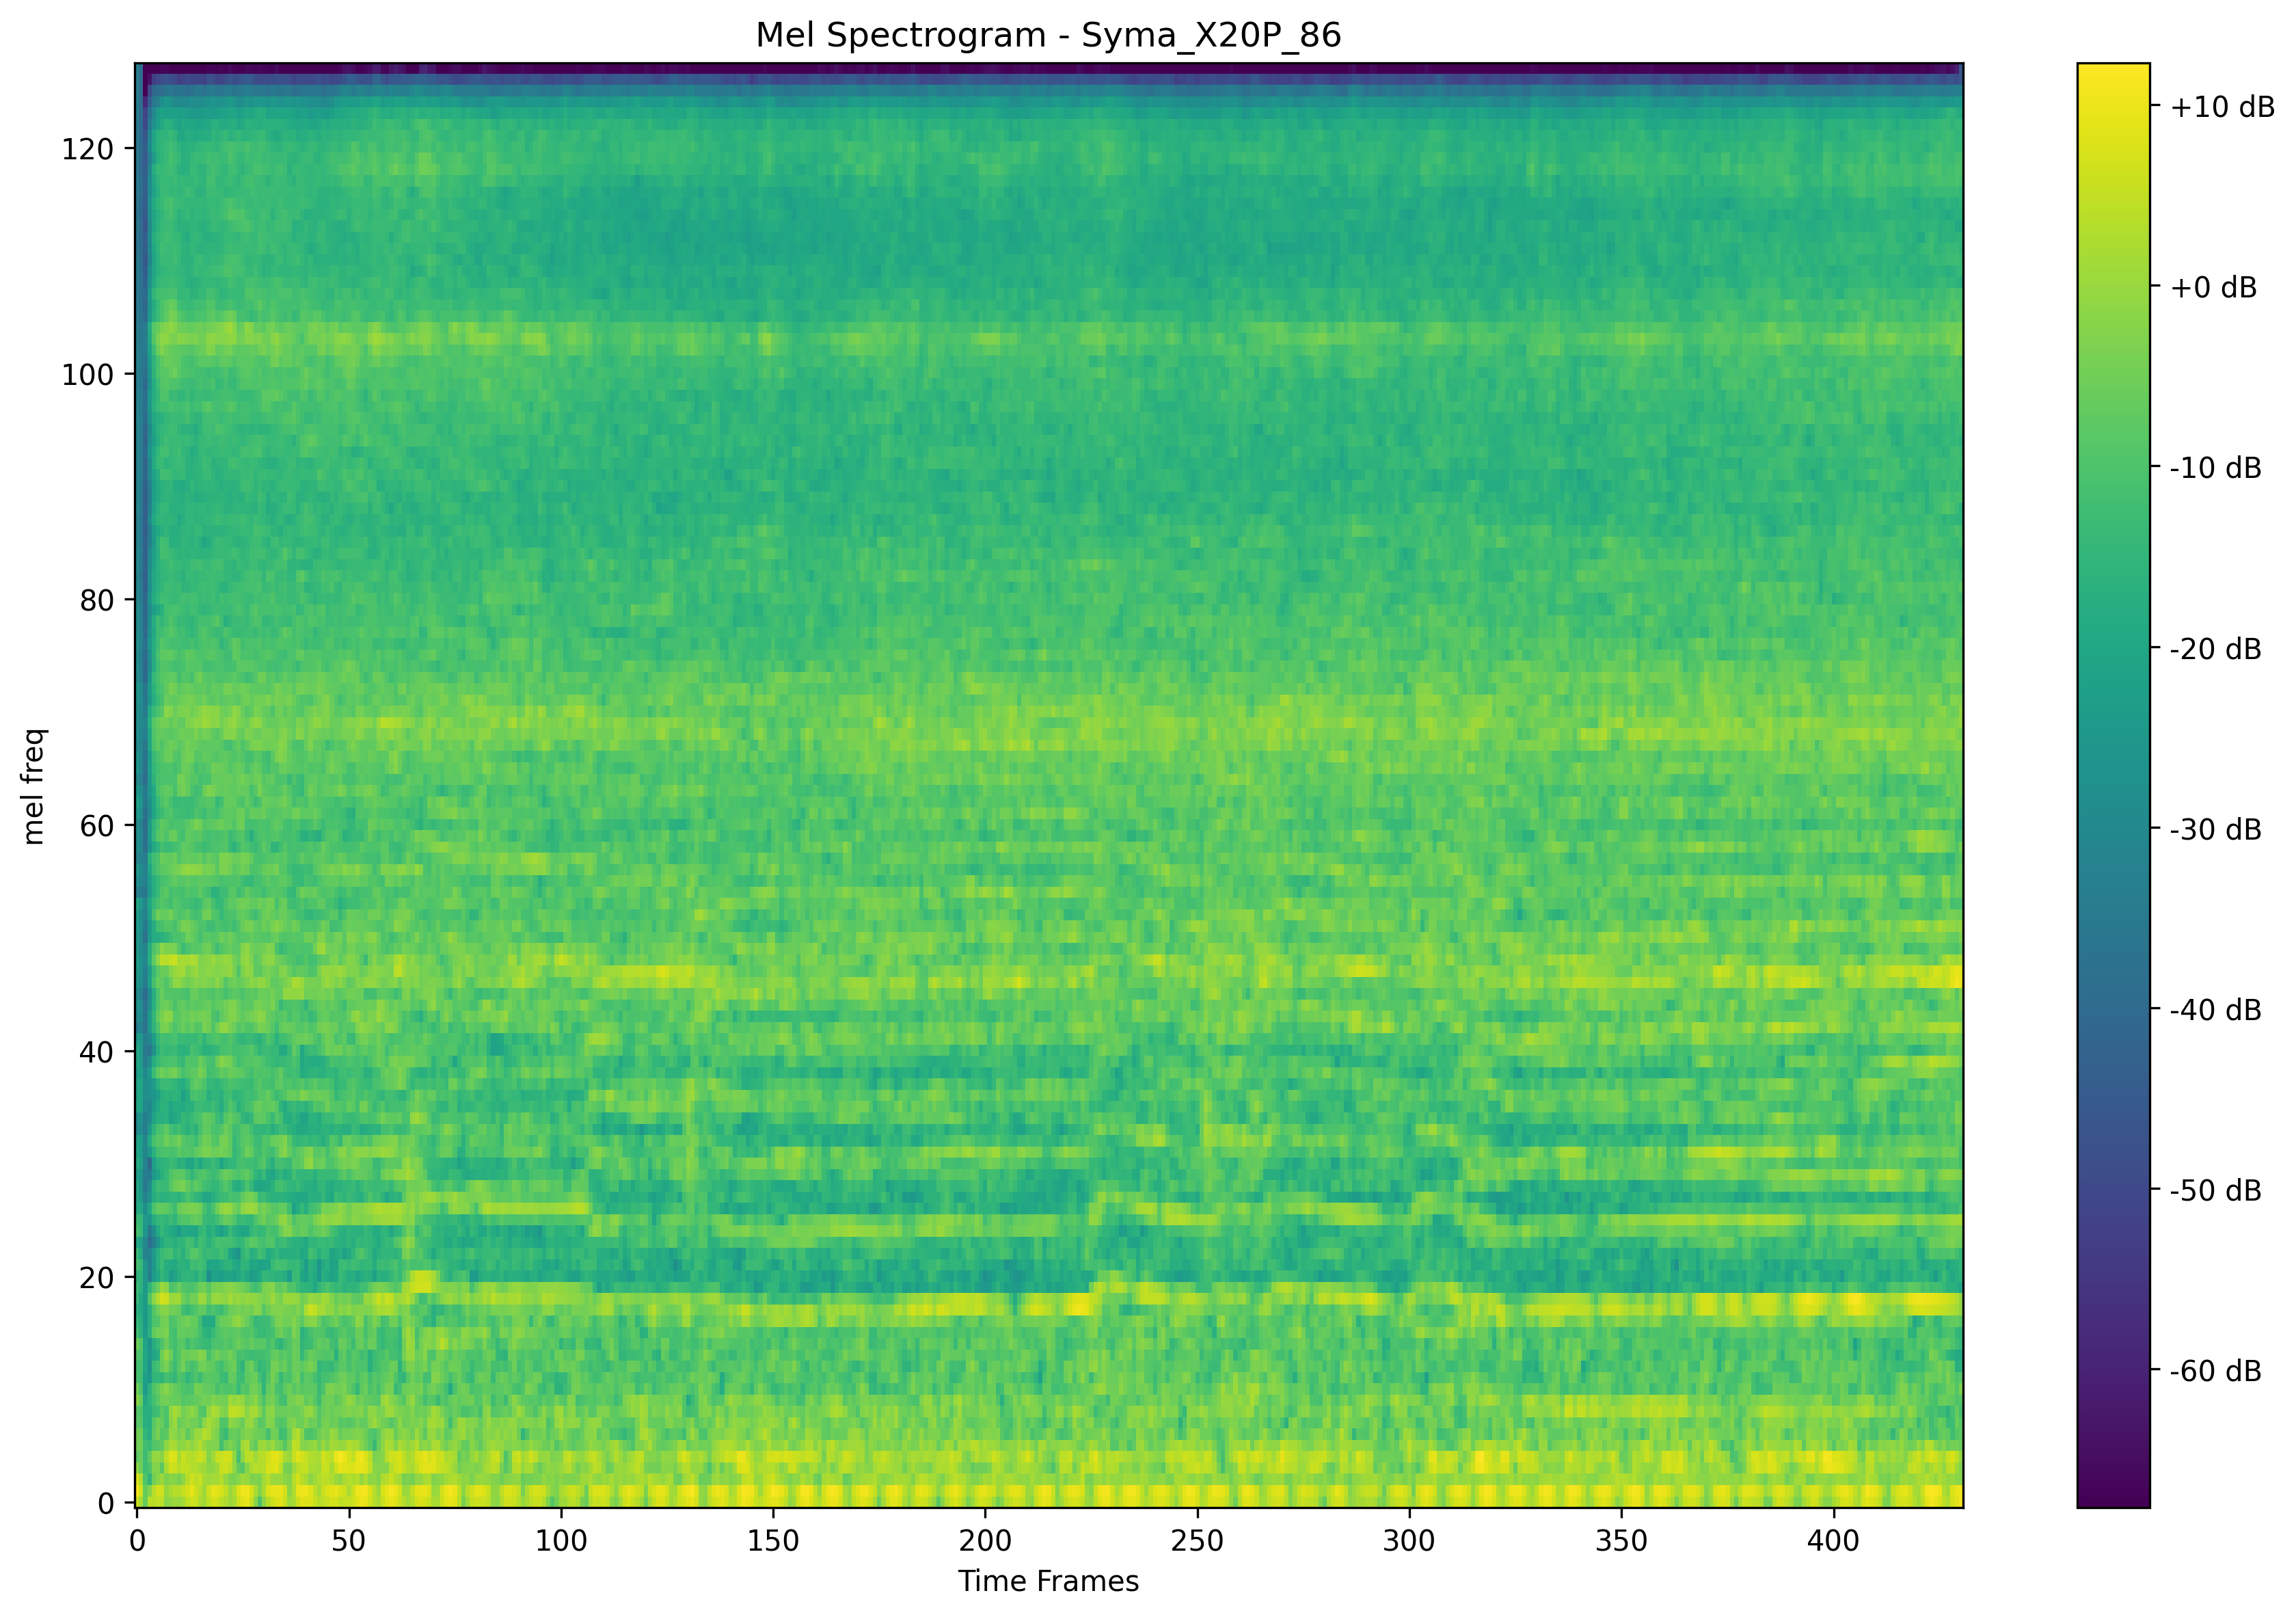 Mel Spectrogram - Syma_X20P_86
mel freq
120
100
80
60
40
20
0
0 50 100 150 200 250 300 350 400
Time Frames
+10 dB
+0 dB
-10 dB
-20 dB
-30 dB
-40 dB
-50 dB
-60 dB